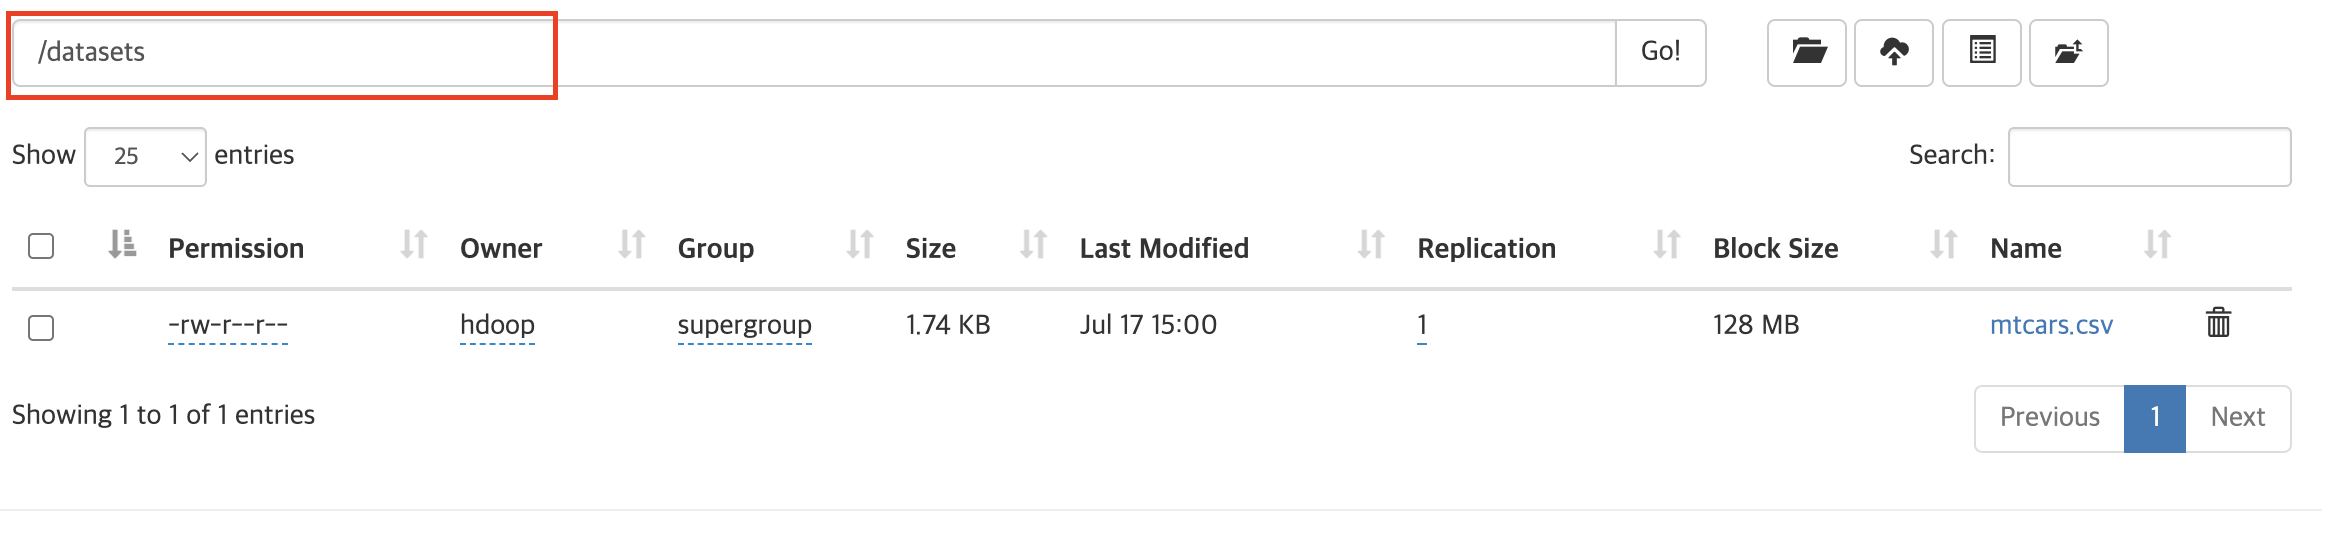 /datasets Go!
Show 25 entries Search:
Permission Owner Group Size Last Modified Replication Block Size Name
-rw-r--r-- hdoop supergroup 1.74 KB Jul 17 15:00 1 128 MB mtcars.csv
Showing 1 to 1 of 1 entries Previous 1 Next